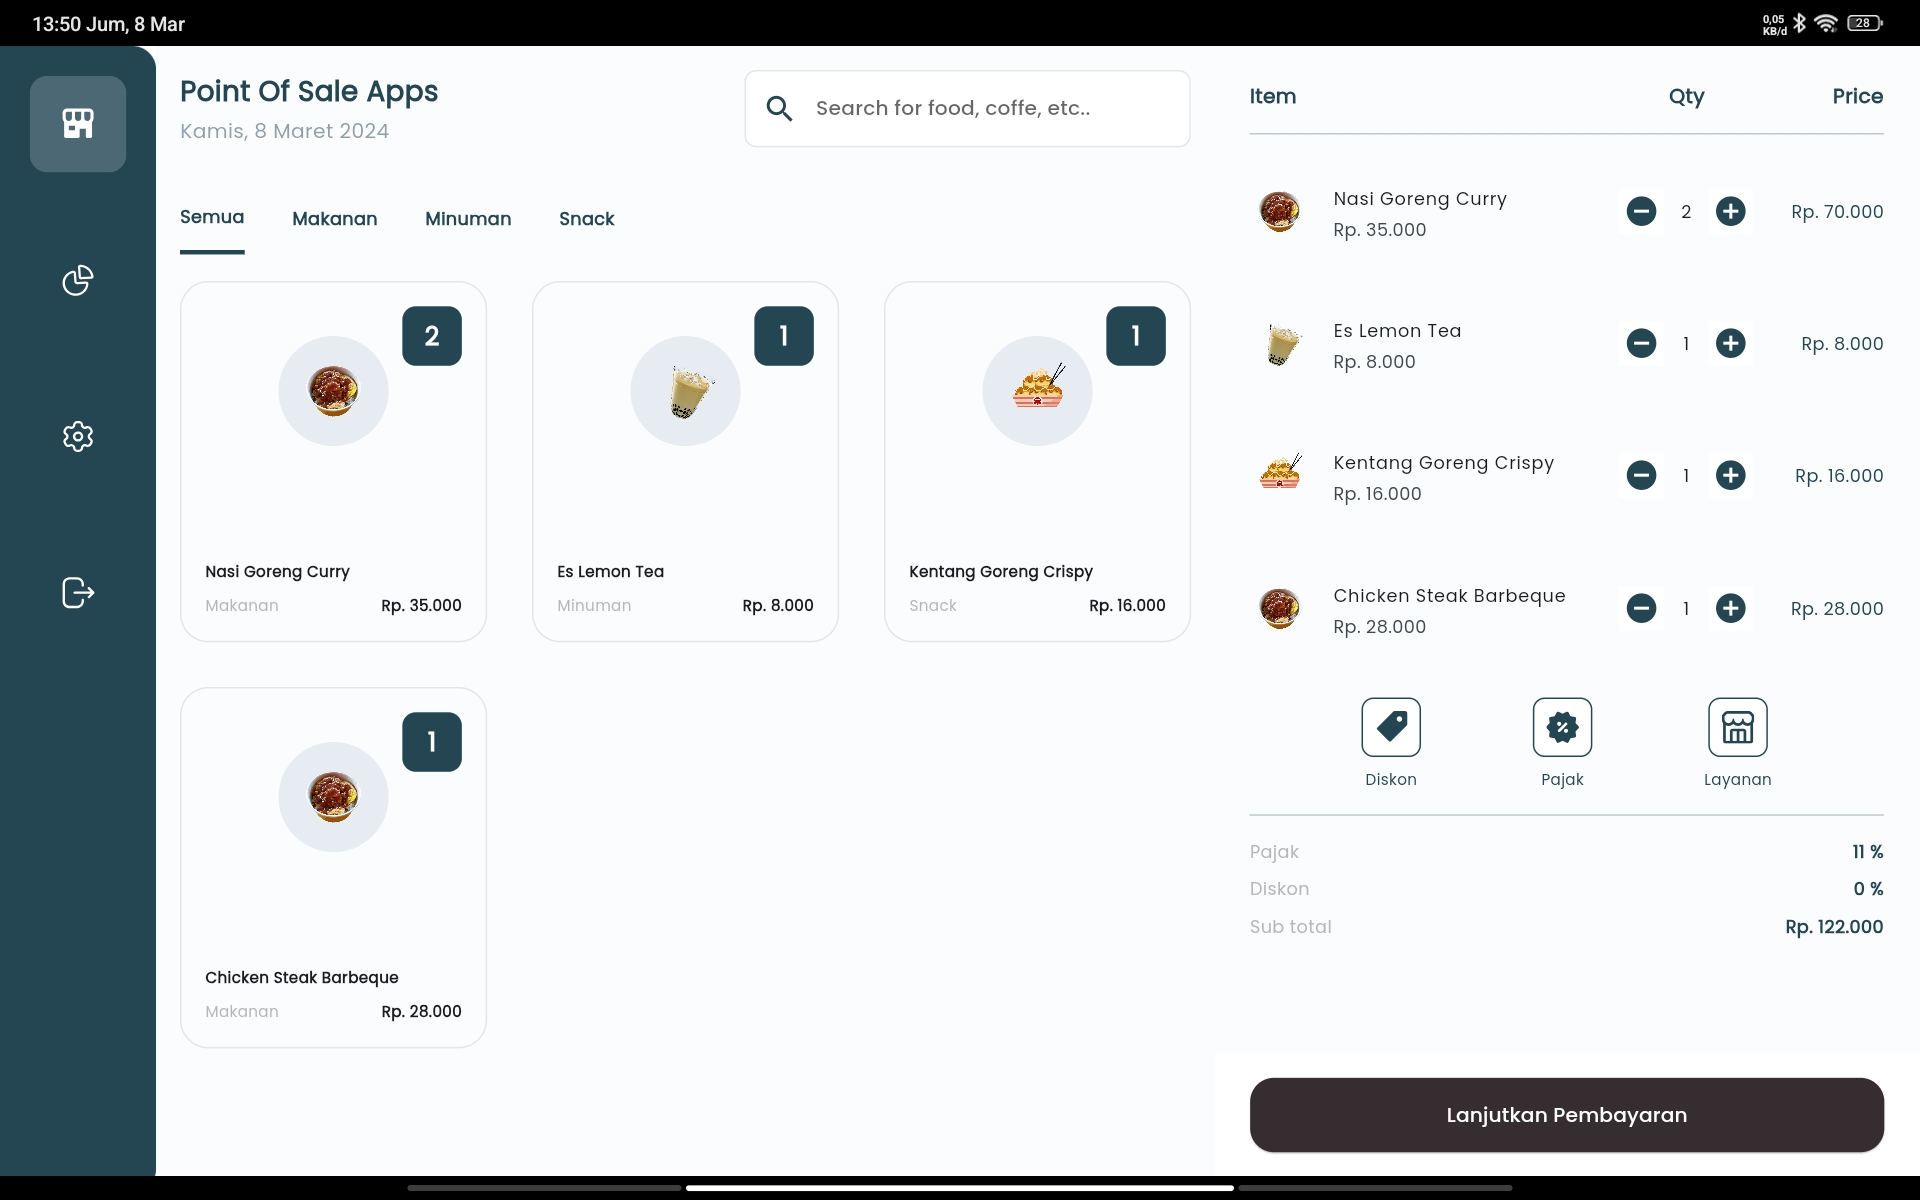 13:50 Jum, 8 Mar
0,05
KB/d
28
Point Of Sale Apps
Kamis, 8 Maret 2024
Search for food, coffe, etc..
Semua Makanan Minuman Snack
2
Nasi Goreng Curry
Makanan Rp. 35.000
1
Es Lemon Tea
Minuman Rp. 8.000
1
Kentang Goreng Crispy
Snack Rp. 16.000
1
Chicken Steak Barbeque
Makanan Rp. 28.000
Item Qty Price
Nasi Goreng Curry
Rp. 35.000
2 Rp. 70.000
Es Lemon Tea
Rp. 8.000
1 Rp. 8.000
Kentang Goreng Crispy
Rp. 16.000
1 Rp. 16.000
Chicken Steak Barbeque
Rp. 28.000
1 Rp. 28.000
Diskon Pajak Layanan
Pajak 11 %
Diskon 0 %
Sub total Rp. 122.000
Lanjutkan Pembayaran